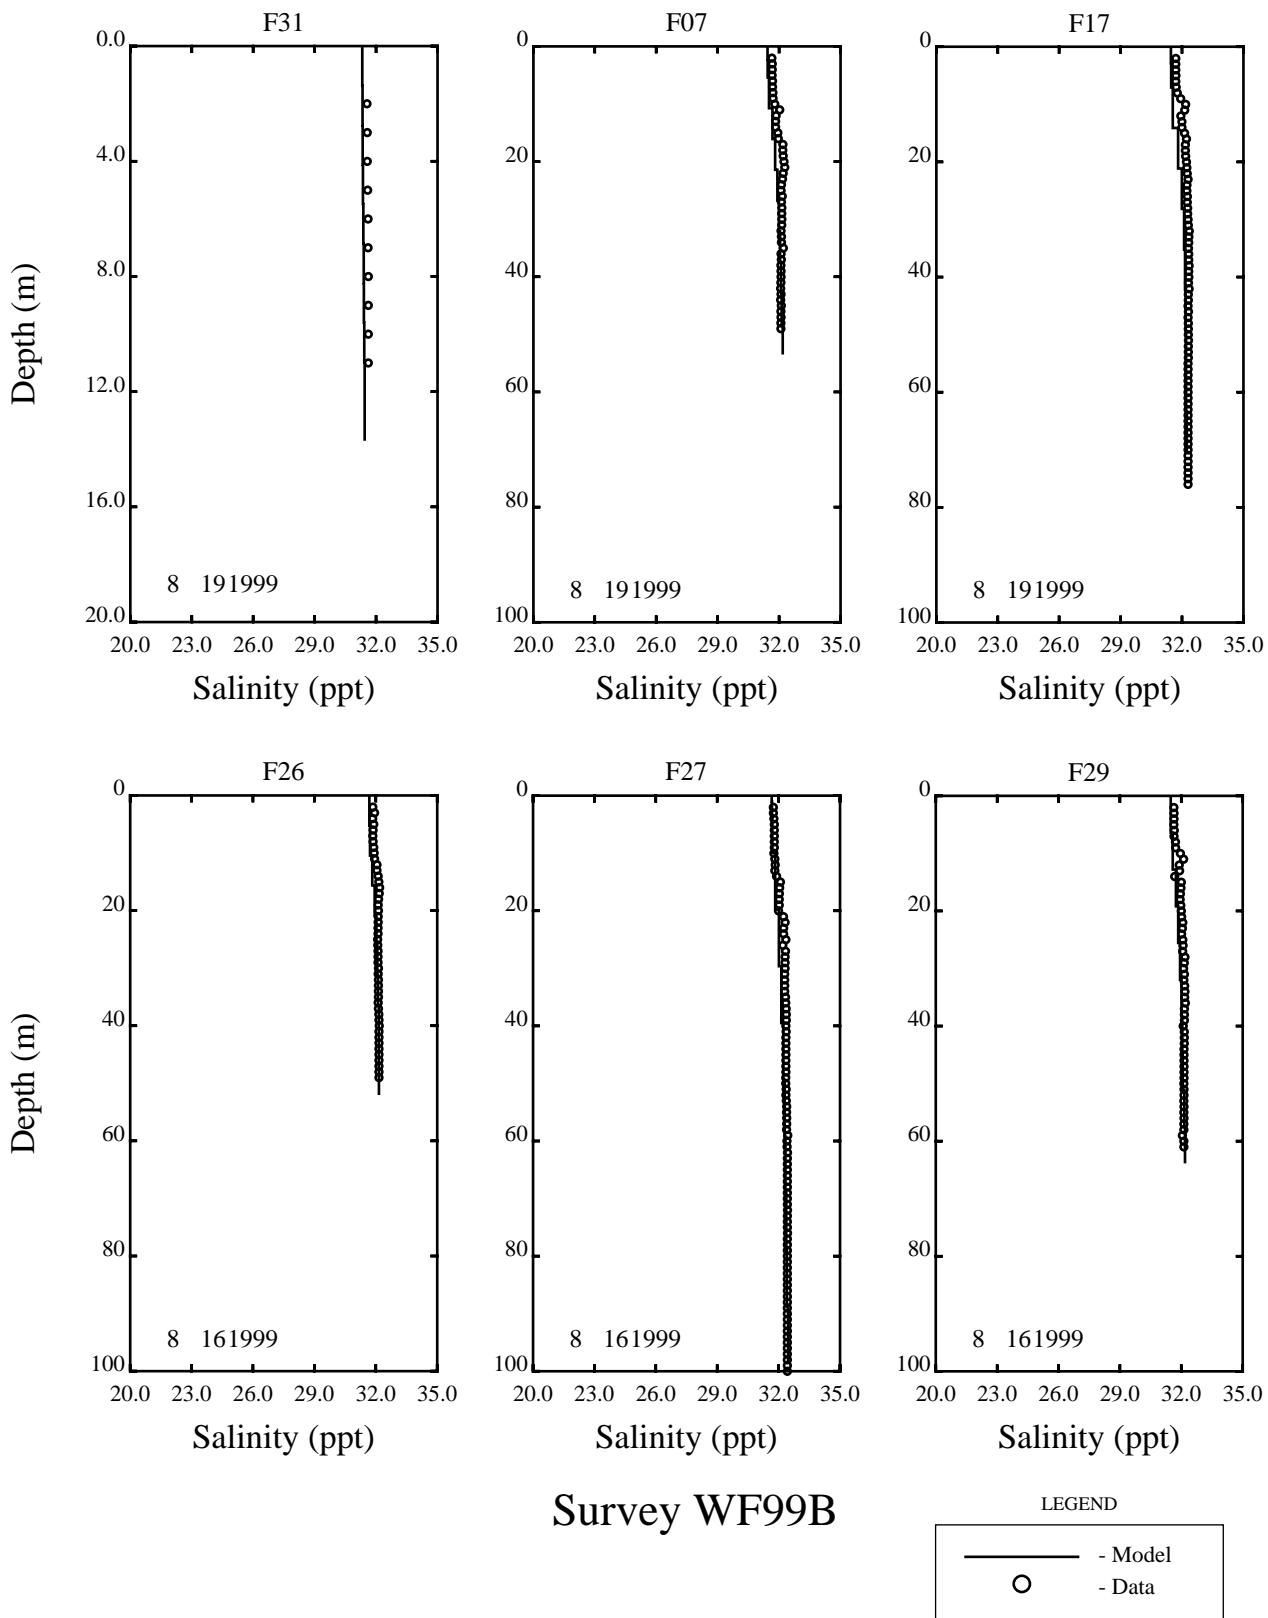 F31 F07 F17
0.0 0 0
4.0 20 20
8.0 40 40
Depth (m)
12.0 60 60
16.0 80 80
8 191999 8 191999 8 191999
20.0 100 100
20.0 23.0 26.0 29.0 32.0 35.0 20.0 23.0 26.0 29.0 32.0 35.0 20.0 23.0 26.0 29.0 32.0 35.0
Salinity (ppt) Salinity (ppt) Salinity (ppt)
F26 F27 F29
0 0 0
20 20 20
40 40 40
Depth (m)
60 60 60
80 80 80
8 161999 8 161999 8 161999
100 100 100
20.0 23.0 26.0 29.0 32.0 35.0 20.0 23.0 26.0 29.0 32.0 35.0 20.0 23.0 26.0 29.0 32.0 35.0
Salinity (ppt) Salinity (ppt) Salinity (ppt)
Survey WF99B
LEGEND
- Model
- Data